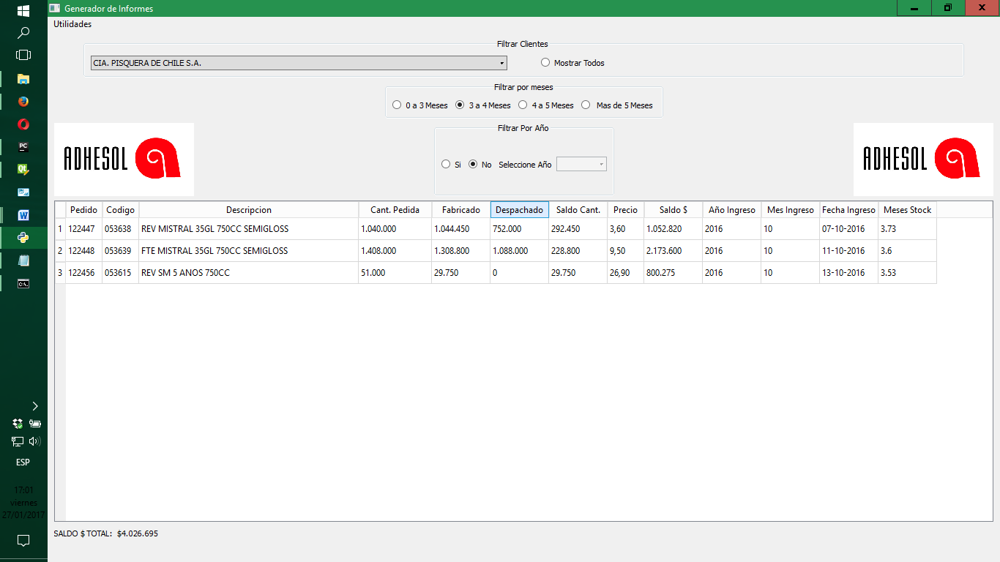 Generador de Informes
Utilidades
Filtrar Clientes
CIA. PISQUERA DE CHILE S.A. Mostrar Todos
Filtrar por meses
0 a 3 Meses 3 a 4 Meses 4 a 5 Meses Mas de 5 Meses
Filtrar Por Año
ADHESOL
Si No Seleccione Año
ADHESOL
Pedido Codigo Descripcion Cant. Pedida Fabricado Despachado Saldo Cant. Precio Saldo $ Año Ingreso Mes Ingreso Fecha Ingreso Meses Stock
1 122447 053638 REV MISTRAL 35GL 750CC SEMIGLOSS 1.040.000 1.044.450 752.000 292.450 3,60 1.052.820 2016 10 07-10-2016 3.73
2 122448 053639 FTE MISTRAL 35GL 750CC SEMIGLOSS 1.408.000 1.308.800 1.088.000 228.800 9,50 2.173.600 2016 10 11-10-2016 3.6
3 122456 053615 REV SM 5 ANOS 750CC 51.000 29.750 0 29.750 26,90 800.275 2016 10 13-10-2016 3.53
SALDO $ TOTAL: $4.026.695
PC
Qt
W
C:\.
ESP
17:01
viernes
27/01/2017